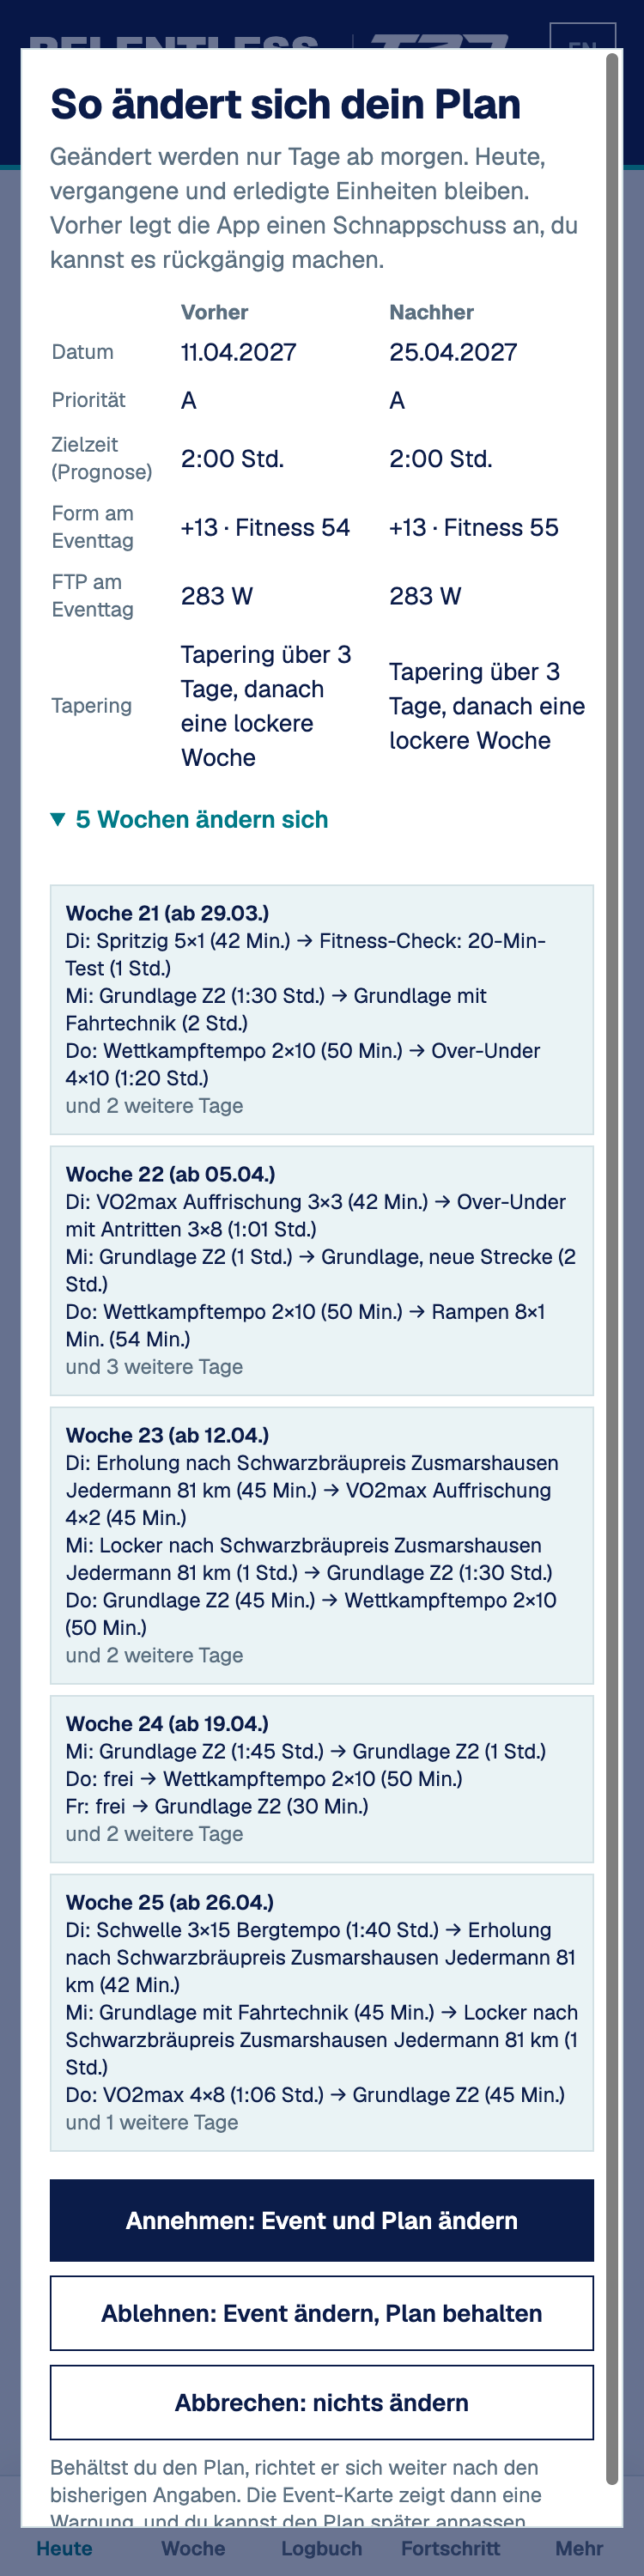 EN
So ändert sich dein Plan
Geändert werden nur Tage ab morgen. Heute,
vergangene und erledigte Einheiten bleiben.
Vorher legt die App einen Schnappschuss an, du
kannst es rückgängig machen.
Vorher Nachher
Datum 11.04.2027 25.04.2027
Priorität A A
Zielzeit
(Prognose) 2:00 Std. 2:00 Std.
Form am
Eventtag +13 · Fitness 54 +13 · Fitness 55
FTP am
Eventtag 283 W 283 W
Tapering
Tapering über 3
Tage, danach
eine lockere
Woche
Tapering über 3
Tage, danach eine
lockere Woche
▼ 5 Wochen ändern sich
Woche 21 (ab 29.03.)
Di: Spritzig 5×1 (42 Min.) → Fitness-Check: 20-Min-
Test (1 Std.)
Mi: Grundlage Z2 (1:30 Std.) → Grundlage mit
Fahrtechnik (2 Std.)
Do: Wettkampftempo 2×10 (50 Min.) → Over-Under
4×10 (1:20 Std.)
und 2 weitere Tage
Woche 22 (ab 05.04.)
Di: VO2max Auffrischung 3×3 (42 Min.) → Over-Under
mit Antritten 3×8 (1:01 Std.)
Mi: Grundlage Z2 (1 Std.) → Grundlage, neue Strecke (2
Std.)
Do: Wettkampftempo 2×10 (50 Min.) → Rampen 8×1
Min. (54 Min.)
und 3 weitere Tage
Woche 23 (ab 12.04.)
Di: Erholung nach Schwarzbräupreis Zusmarshausen
Jedermann 81 km (45 Min.) → VO2max Auffrischung
4×2 (45 Min.)
Mi: Locker nach Schwarzbräupreis Zusmarshausen
Jedermann 81 km (1 Std.) → Grundlage Z2 (1:30 Std.)
Do: Grundlage Z2 (45 Min.) → Wettkampftempo 2×10
(50 Min.)
und 2 weitere Tage
Woche 24 (ab 19.04.)
Mi: Grundlage Z2 (1:45 Std.) → Grundlage Z2 (1 Std.)
Do: frei → Wettkampftempo 2×10 (50 Min.)
Fr: frei → Grundlage Z2 (30 Min.)
und 2 weitere Tage
Woche 25 (ab 26.04.)
Di: Schwelle 3×15 Bergtempo (1:40 Std.) → Erholung
nach Schwarzbräupreis Zusmarshausen Jedermann 81
km (42 Min.)
Mi: Grundlage mit Fahrtechnik (45 Min.) → Locker nach
Schwarzbräupreis Zusmarshausen Jedermann 81 km (1
Std.)
Do: VO2max 4×8 (1:06 Std.) → Grundlage Z2 (45 Min.)
und 1 weitere Tage
Annehmen: Event und Plan ändern
Ablehnen: Event ändern, Plan behalten
Abbrechen: nichts ändern
Behältst du den Plan, richtet er sich weiter nach den
bisherigen Angaben. Die Event-Karte zeigt dann eine
Warnung, und du kannst den Plan später anpassen.
Heute Woche Logbuch Fortschritt Mehr